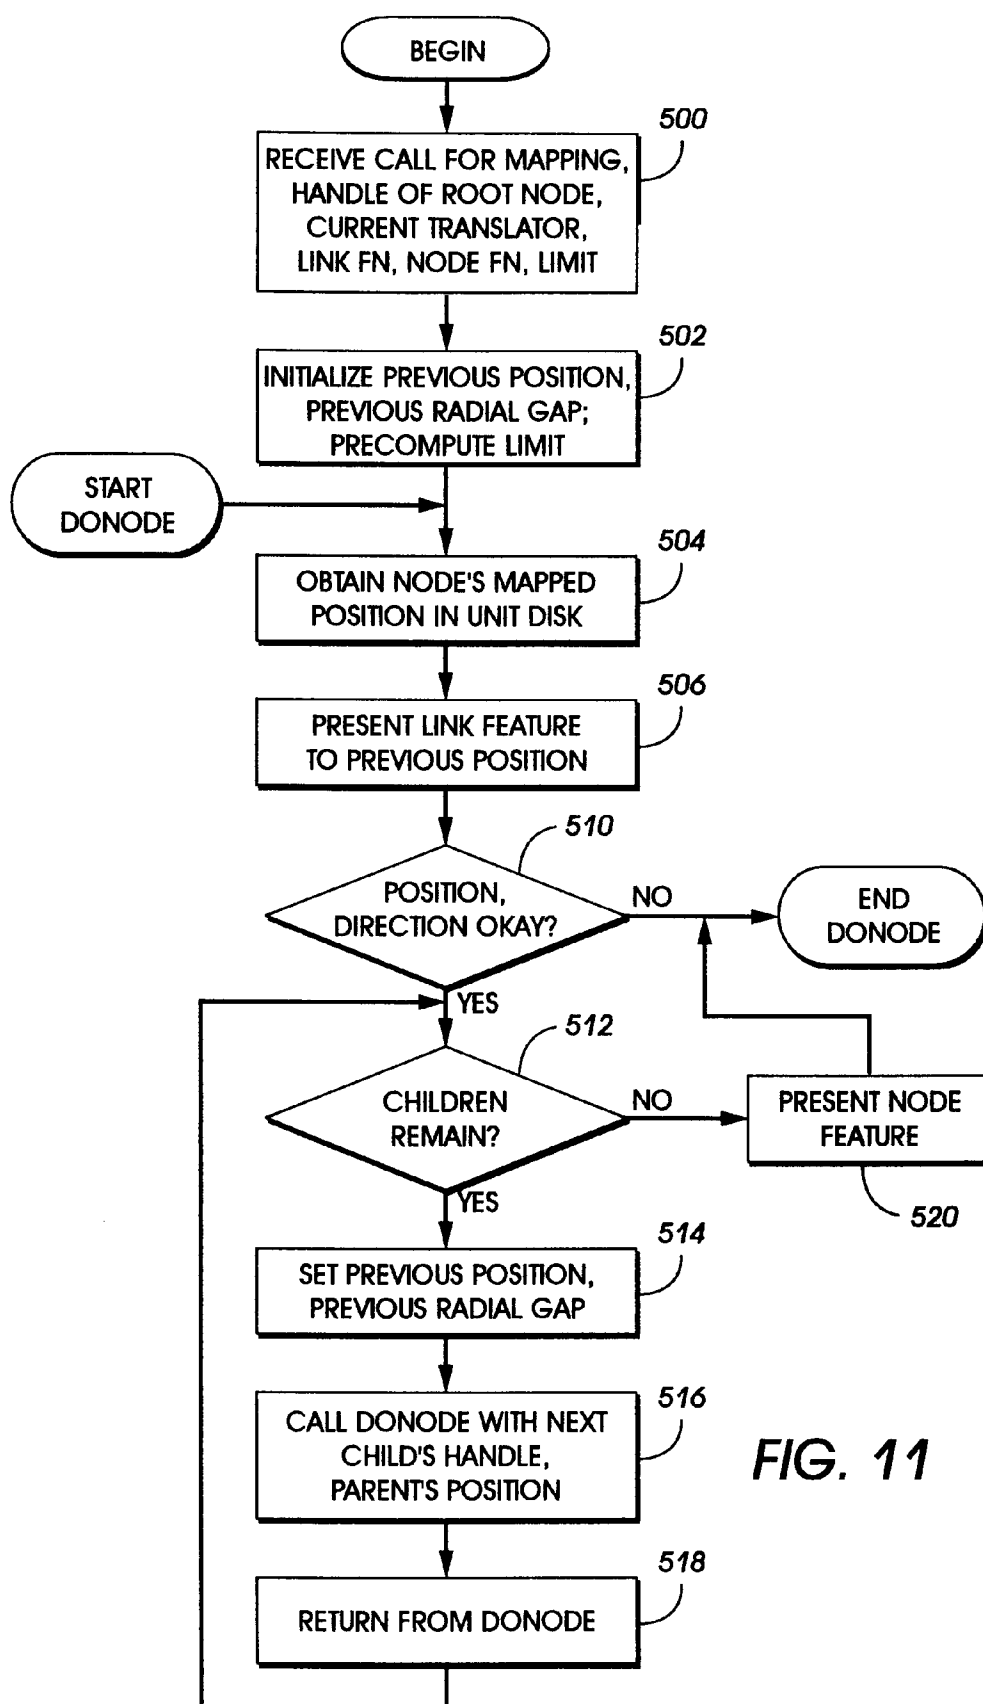 BEGIN
500
RECEIVE CALL FOR MAPPING,
HANDLE OF ROOT NODE,
CURRENT TRANSLATOR,
LINK FN, NODE FN, LIMIT
502
INITIALIZE PREVIOUS POSITION,
PREVIOUS RADIAL GAP;
PRECOMPUTE LIMIT
START
DONODE
504
OBTAIN NODE'S MAPPED
POSITION IN UNIT DISK
506
PRESENT LINK FEATURE
TO PREVIOUS POSITION
510
POSITION,
DIRECTION OKAY?
NO
END
DONODE
YES
512
CHILDREN
REMAIN?
NO
PRESENT NODE
FEATURE
520
YES
514
SET PREVIOUS POSITION,
PREVIOUS RADIAL GAP
516
CALL DONODE WITH NEXT
CHILD'S HANDLE,
PARENT'S POSITION
FIG. 11
518
RETURN FROM DONODE